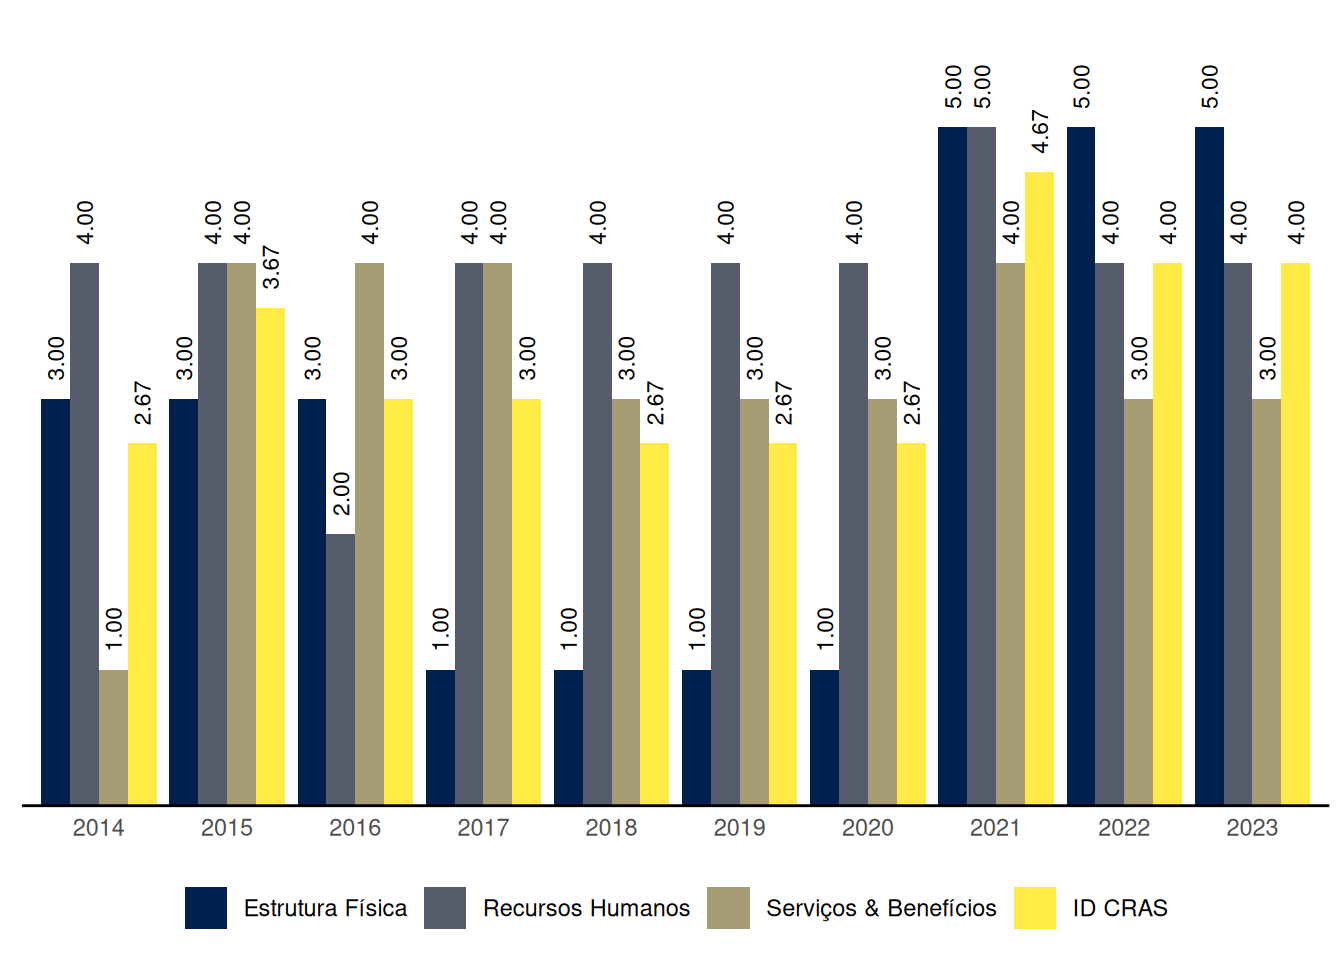 3.00 4.00 1.00 2.67 3.00 4.00 4.00 3.67 3.00 2.00 4.00 3.00 1.00 4.00 4.00 3.00 1.00 4.00 3.00 2.67 1.00 4.00 3.00 2.67 1.00 4.00 3.00 2.67 5.00 5.00 4.00 4.67 5.00 4.00 3.00 4.00 5.00 4.00 3.00 4.00
2014 2015 2016 2017 2018 2019 2020 2021 2022 2023
Estrutura Física Recursos Humanos Serviços & Benefícios ID CRAS